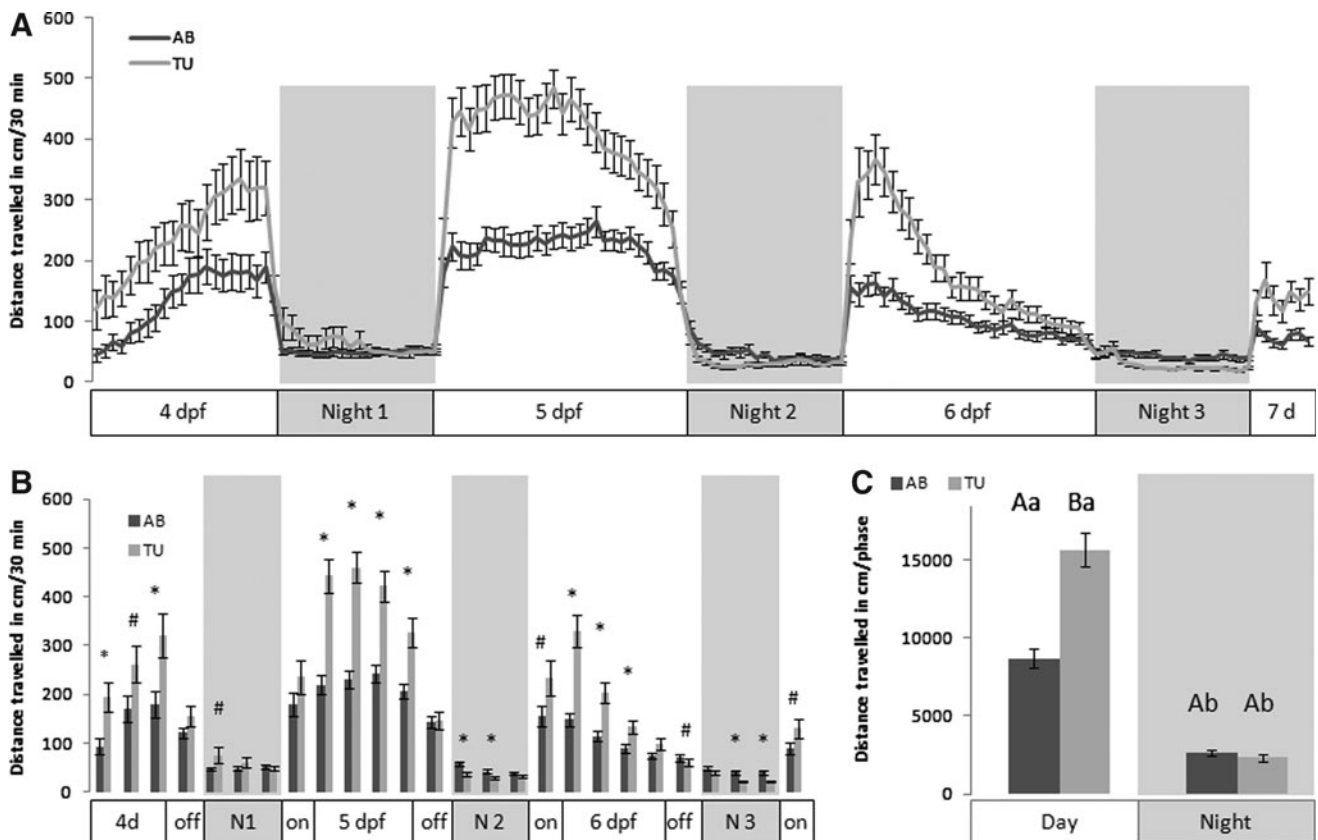 A
Distance travelled in cm/30 min
600
500
400
300
200
100
0
AB
TU
4 dpf
Night 1
5 dpf
Night 2
6 dpf
Night 3
7 d
B
Distance travelled in cm/30 min
600
500
400
300
200
100
0
AB
TU
*
#
*
#
*
*
*
*
*
*
#
*
*
*
#
*
*
#
4d
off
N1
on
5 dpf
off
N 2
on
6 dpf
off
N 3
on
C
Distance travelled in cm/phase
AB
TU
15000
10000
5000
0
Aa
Ba
Ab
Ab
Day
Night